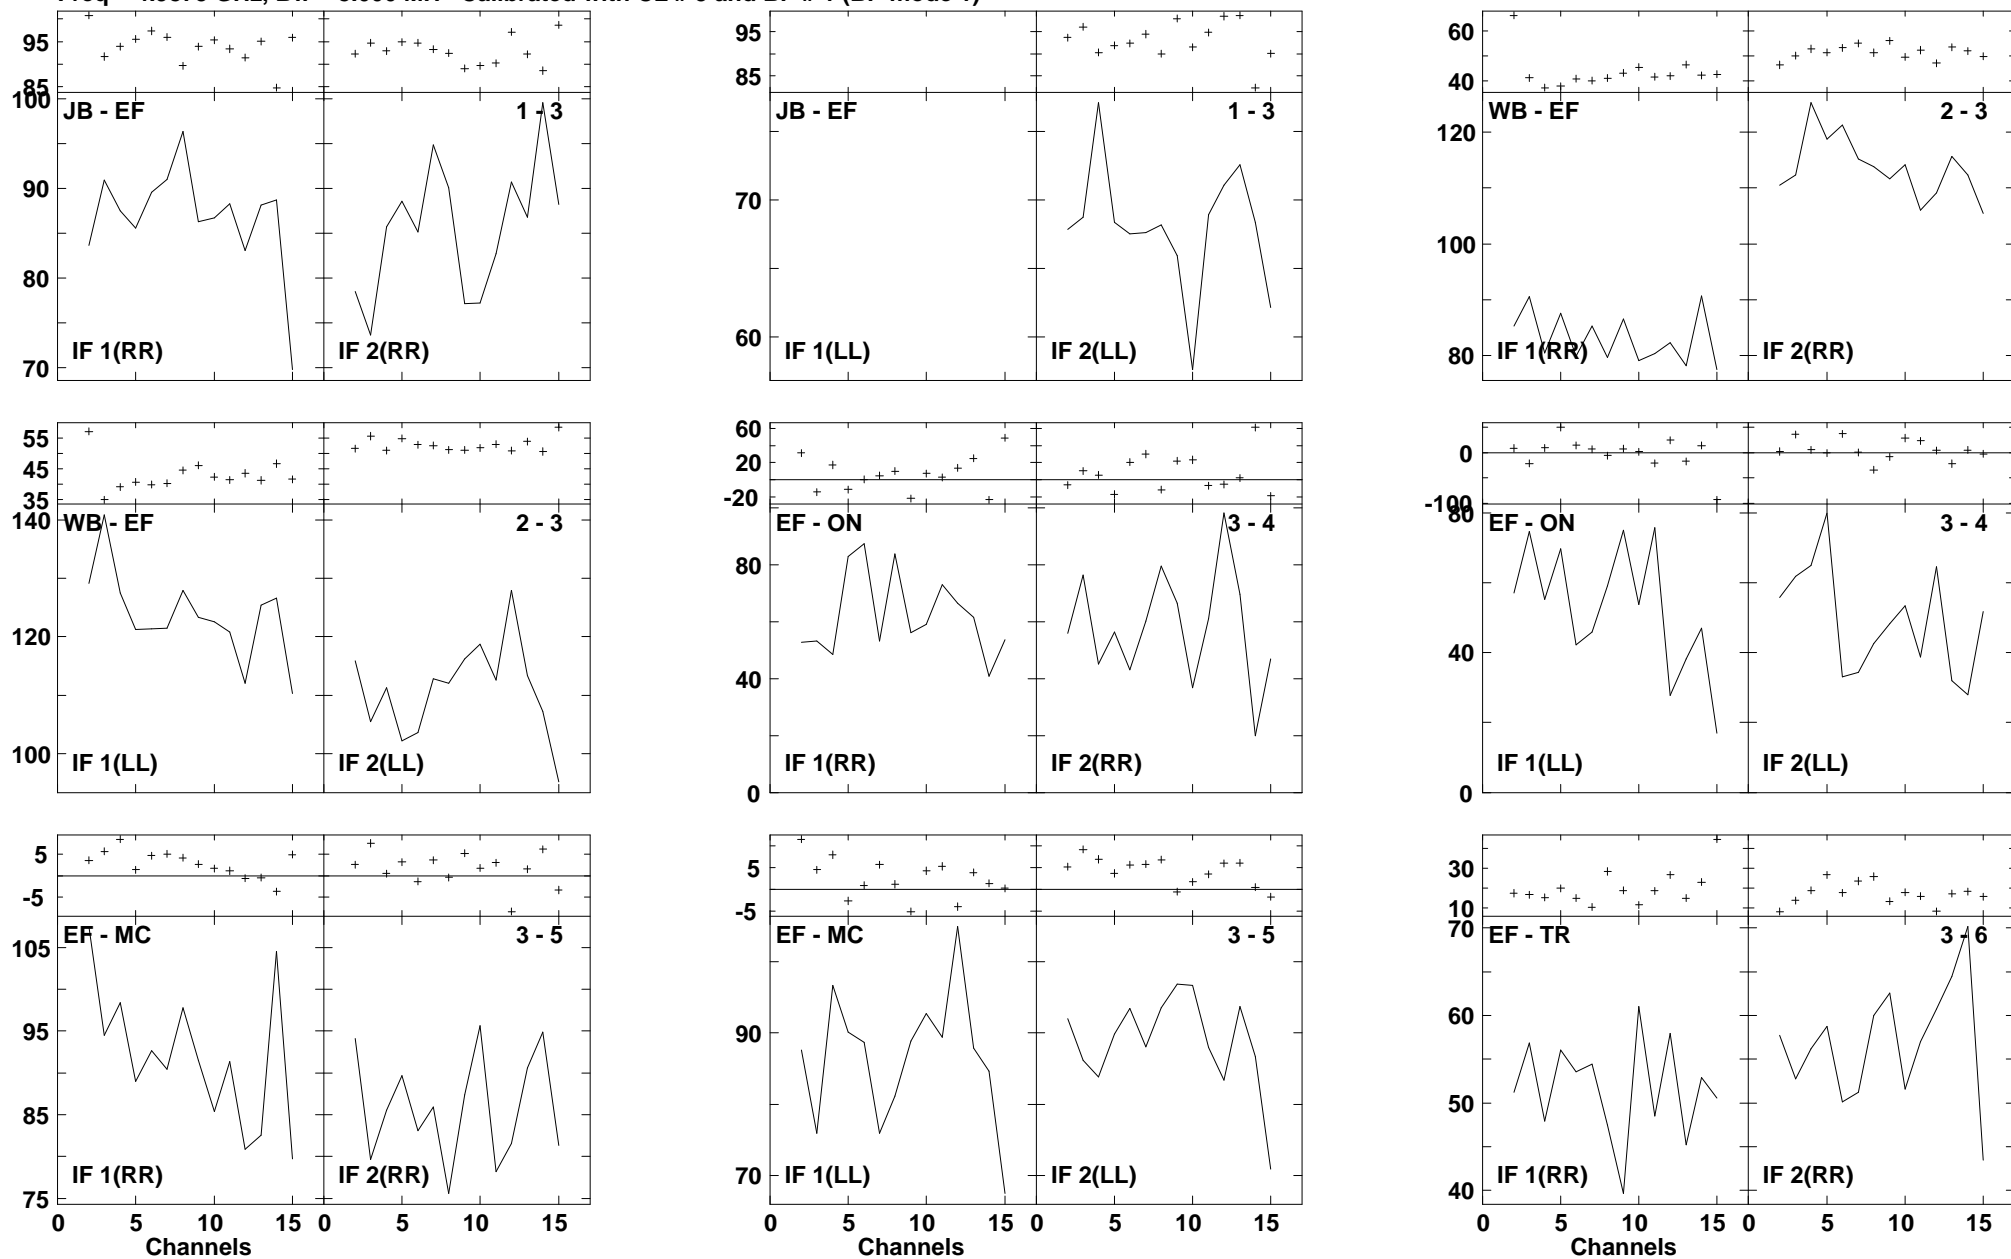 95 85 95 85 60 40
100 90 80 70 JB - EF 1 - 3 IF 1(RR) IF 2(RR)
70 60 JB - EF 1 - 3 IF 1(LL) IF 2(LL)
120 100 80 WB - EF 2 - 3 IF 1(RR) IF 2(RR)
55 45 35 60 20 -20 0 -100
140 120 100 WB - EF 2 - 3 IF 1(LL) IF 2(LL)
80 40 0 EF - ON 3 - 4 IF 1(RR) IF 2(RR)
80 40 0 EF - ON 3 - 4 IF 1(LL) IF 2(LL)
5 -5 5 -5 30 10
105 95 85 75 EF - MC 3 - 5 IF 1(RR) IF 2(RR)
90 70 EF - MC 3 - 5 IF 1(LL) IF 2(LL)
70 60 50 40 EF - TR 3 - 6 IF 1(RR) IF 2(RR)
0 5 10 15 0 5 10 15 0 5 10 15 0 5 10 15 0 5 10 15 0 5 10 15
Channels Channels Channels